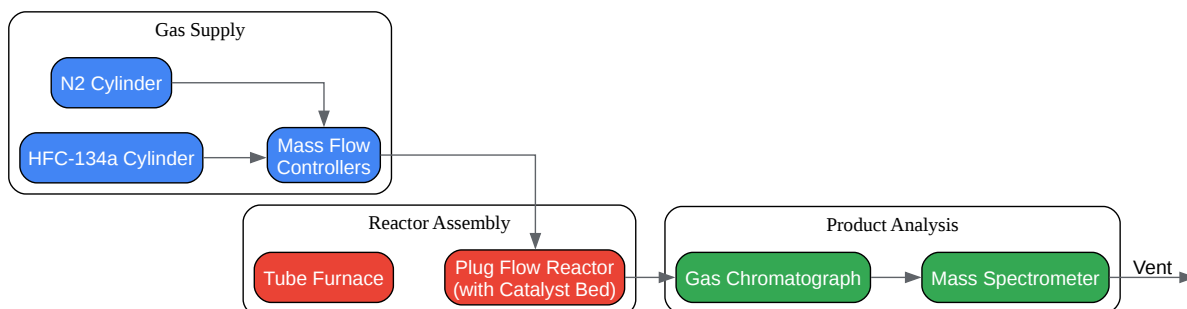 Gas Supply
N2 Cylinder
HFC-134a Cylinder
Mass Flow
Controllers
Reactor Assembly
Tube Furnace
Plug Flow Reactor
(with Catalyst Bed)
Product Analysis
Gas Chromatograph
Mass Spectrometer
Vent